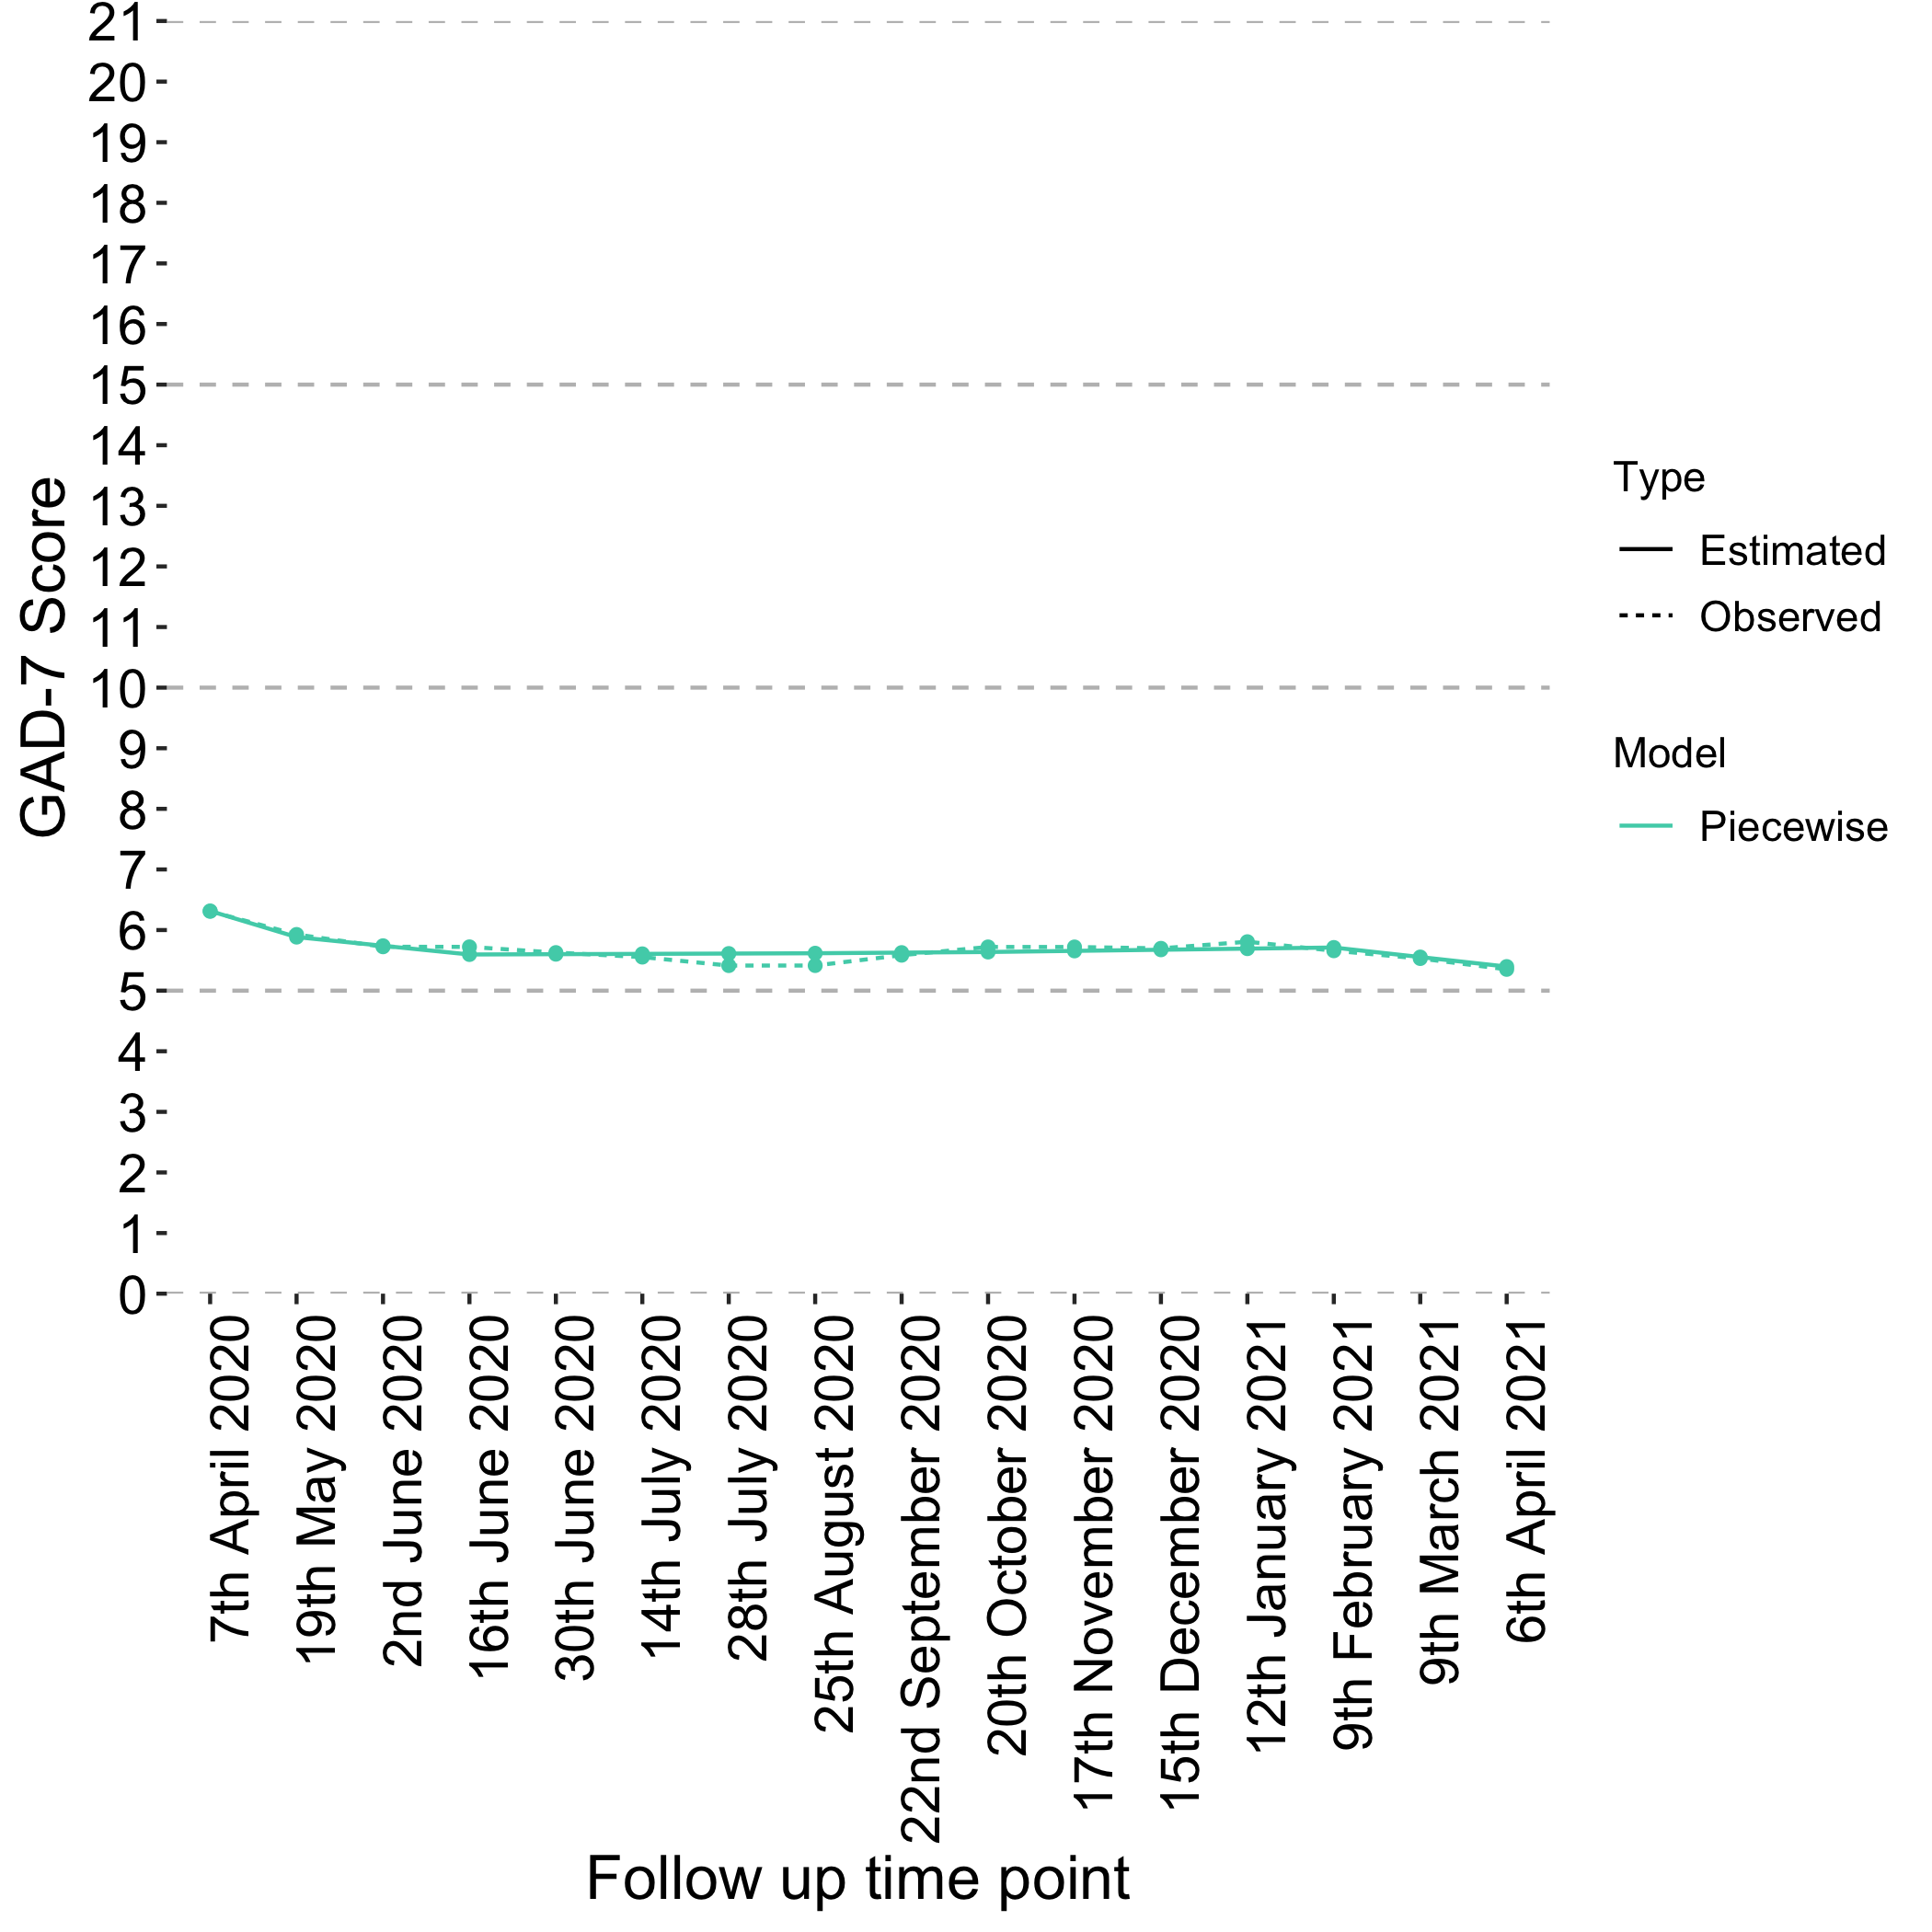 21
20
19
18
17
16
15
14
13
12
11
10
9
8
7
6
5
4
3
2
1
0
GAD-7 Score
7th April 2020
19th May 2020
2nd June 2020
16th June 2020
30th June 2020
14th July 2020
28th July 2020
25th August 2020
22nd September 2020
20th October 2020
17th November 2020
15th December 2020
12th January 2021
9th February 2021
9th March 2021
6th April 2021
Follow up time point
Type
Estimated
Observed
Model
Piecewise